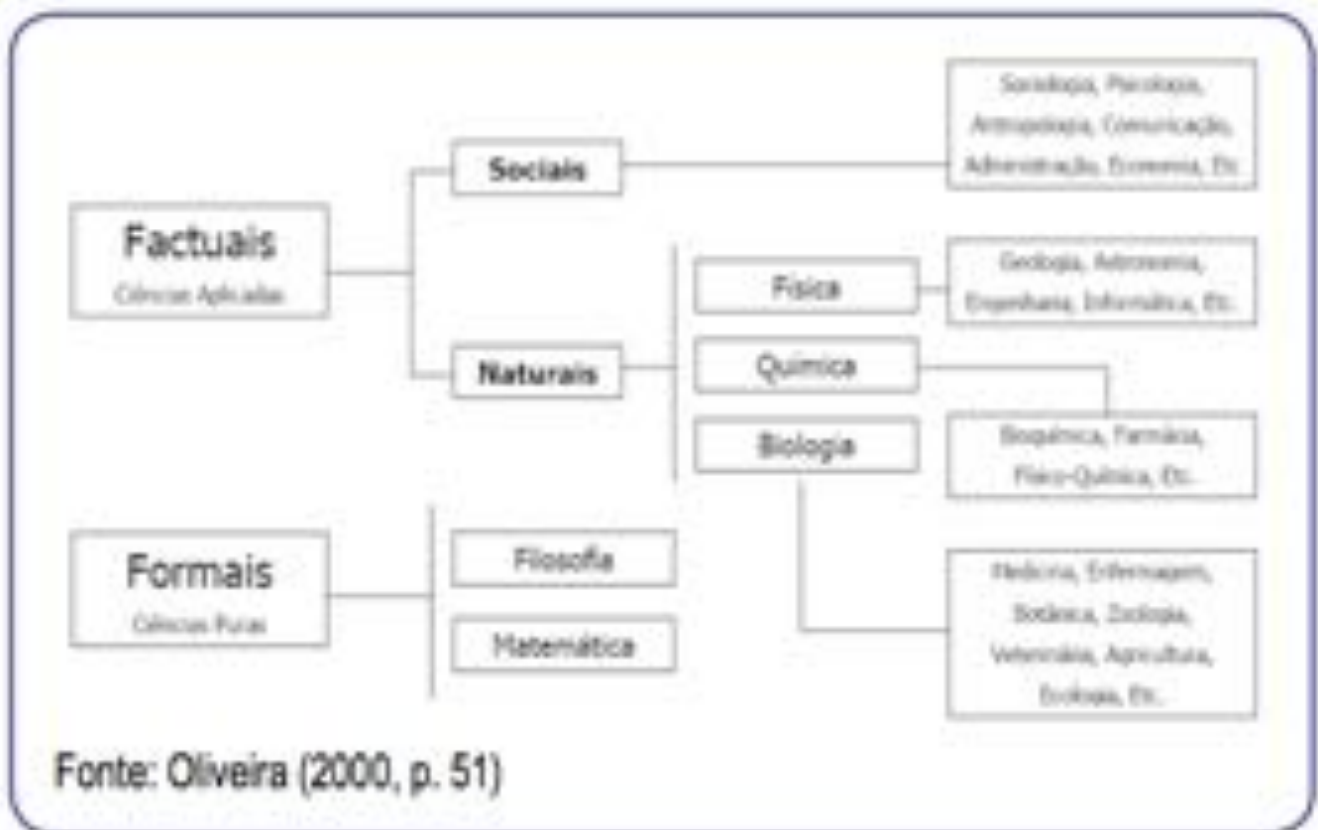 Sociais
Sociologia, Psicologia,
Antropologia, Comunicação,
Administração, Economia, Etc
Factuais
Ciências Aplicadas
Naturais
Física
Geologia, Astronomia,
Engenharia, Informática, Etc.
Química
Bioquímica, Farmácia,
Físico-Química, Etc.
Biologia
Medicina, Enfermagem,
Botânica, Zoologia,
Veterinária, Agricultura,
Ecologia, Etc.
Formais
Ciências Puras
Filosofia
Matemática
Fonte: Oliveira (2000, p. 51)